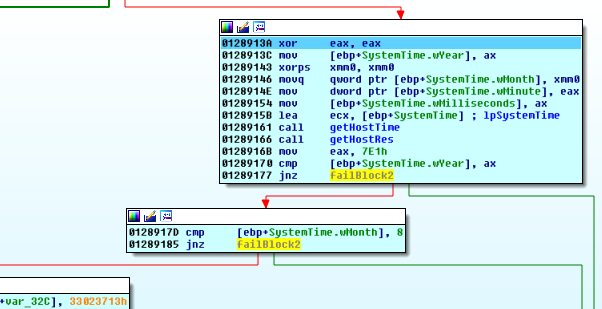 0128913A xor eax, eax
0128913C mov [ebp+SystemTime.wYear], ax
01289143 xorps xmm0, xmm0
01289146 movq qword ptr [ebp+SystemTime.wMonth], xmm0
0128914E mov dword ptr [ebp+SystemTime.wMinute], eax
01289154 mov [ebp+SystemTime.wMilliseconds], ax
0128915B lea ecx, [ebp+SystemTime] ; lpSystemTime
01289161 call getHostTime
01289166 call getHostRes
0128916B mov eax, 7E1h
01289170 cmp [ebp+SystemTime.wYear], ax
01289177 jnz failBlock2
0128917D cmp [ebp+SystemTime.wMonth], 8
01289185 jnz failBlock2
+var_32C], 33023713h